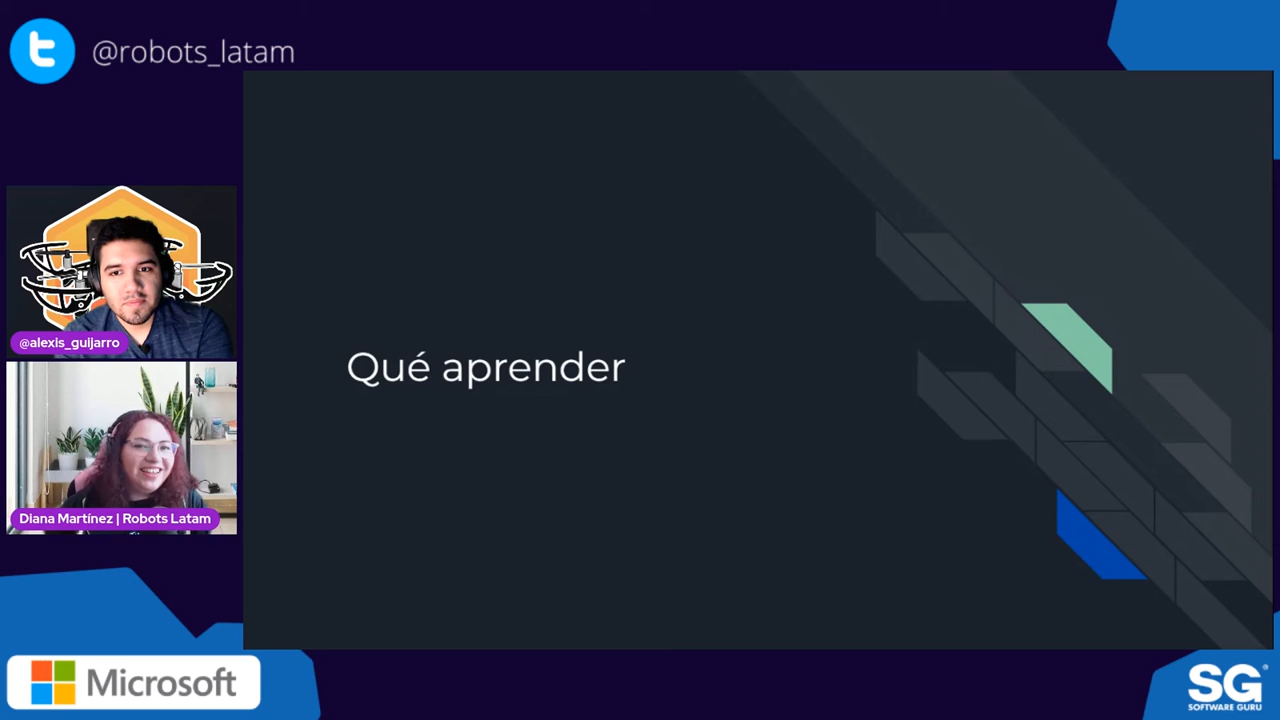 @robots_latam
@alexis_guijarro
Diana Martínez | Robots Latam
Qué aprender
Microsoft
SG®
SOFTWARE GURU